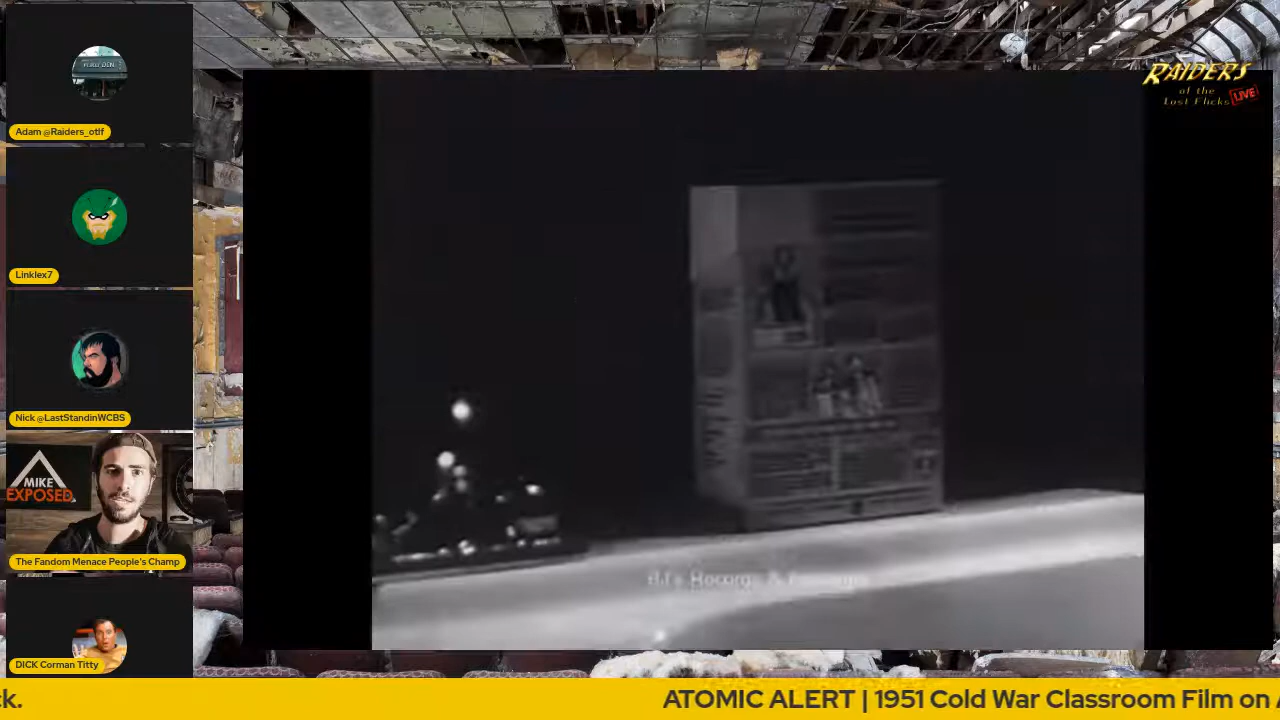 Adam @Raiders_otlf
Linklex7
Nick @LastStandinWCBS
MIKE
EXPOSED
The Fandom Menace People's Champ
DICK Corman Titty
RAIDERS
of the
Lost Flicks
LIVE
ck.
ATOMIC ALERT | 1951 Cold War Classroom Film on